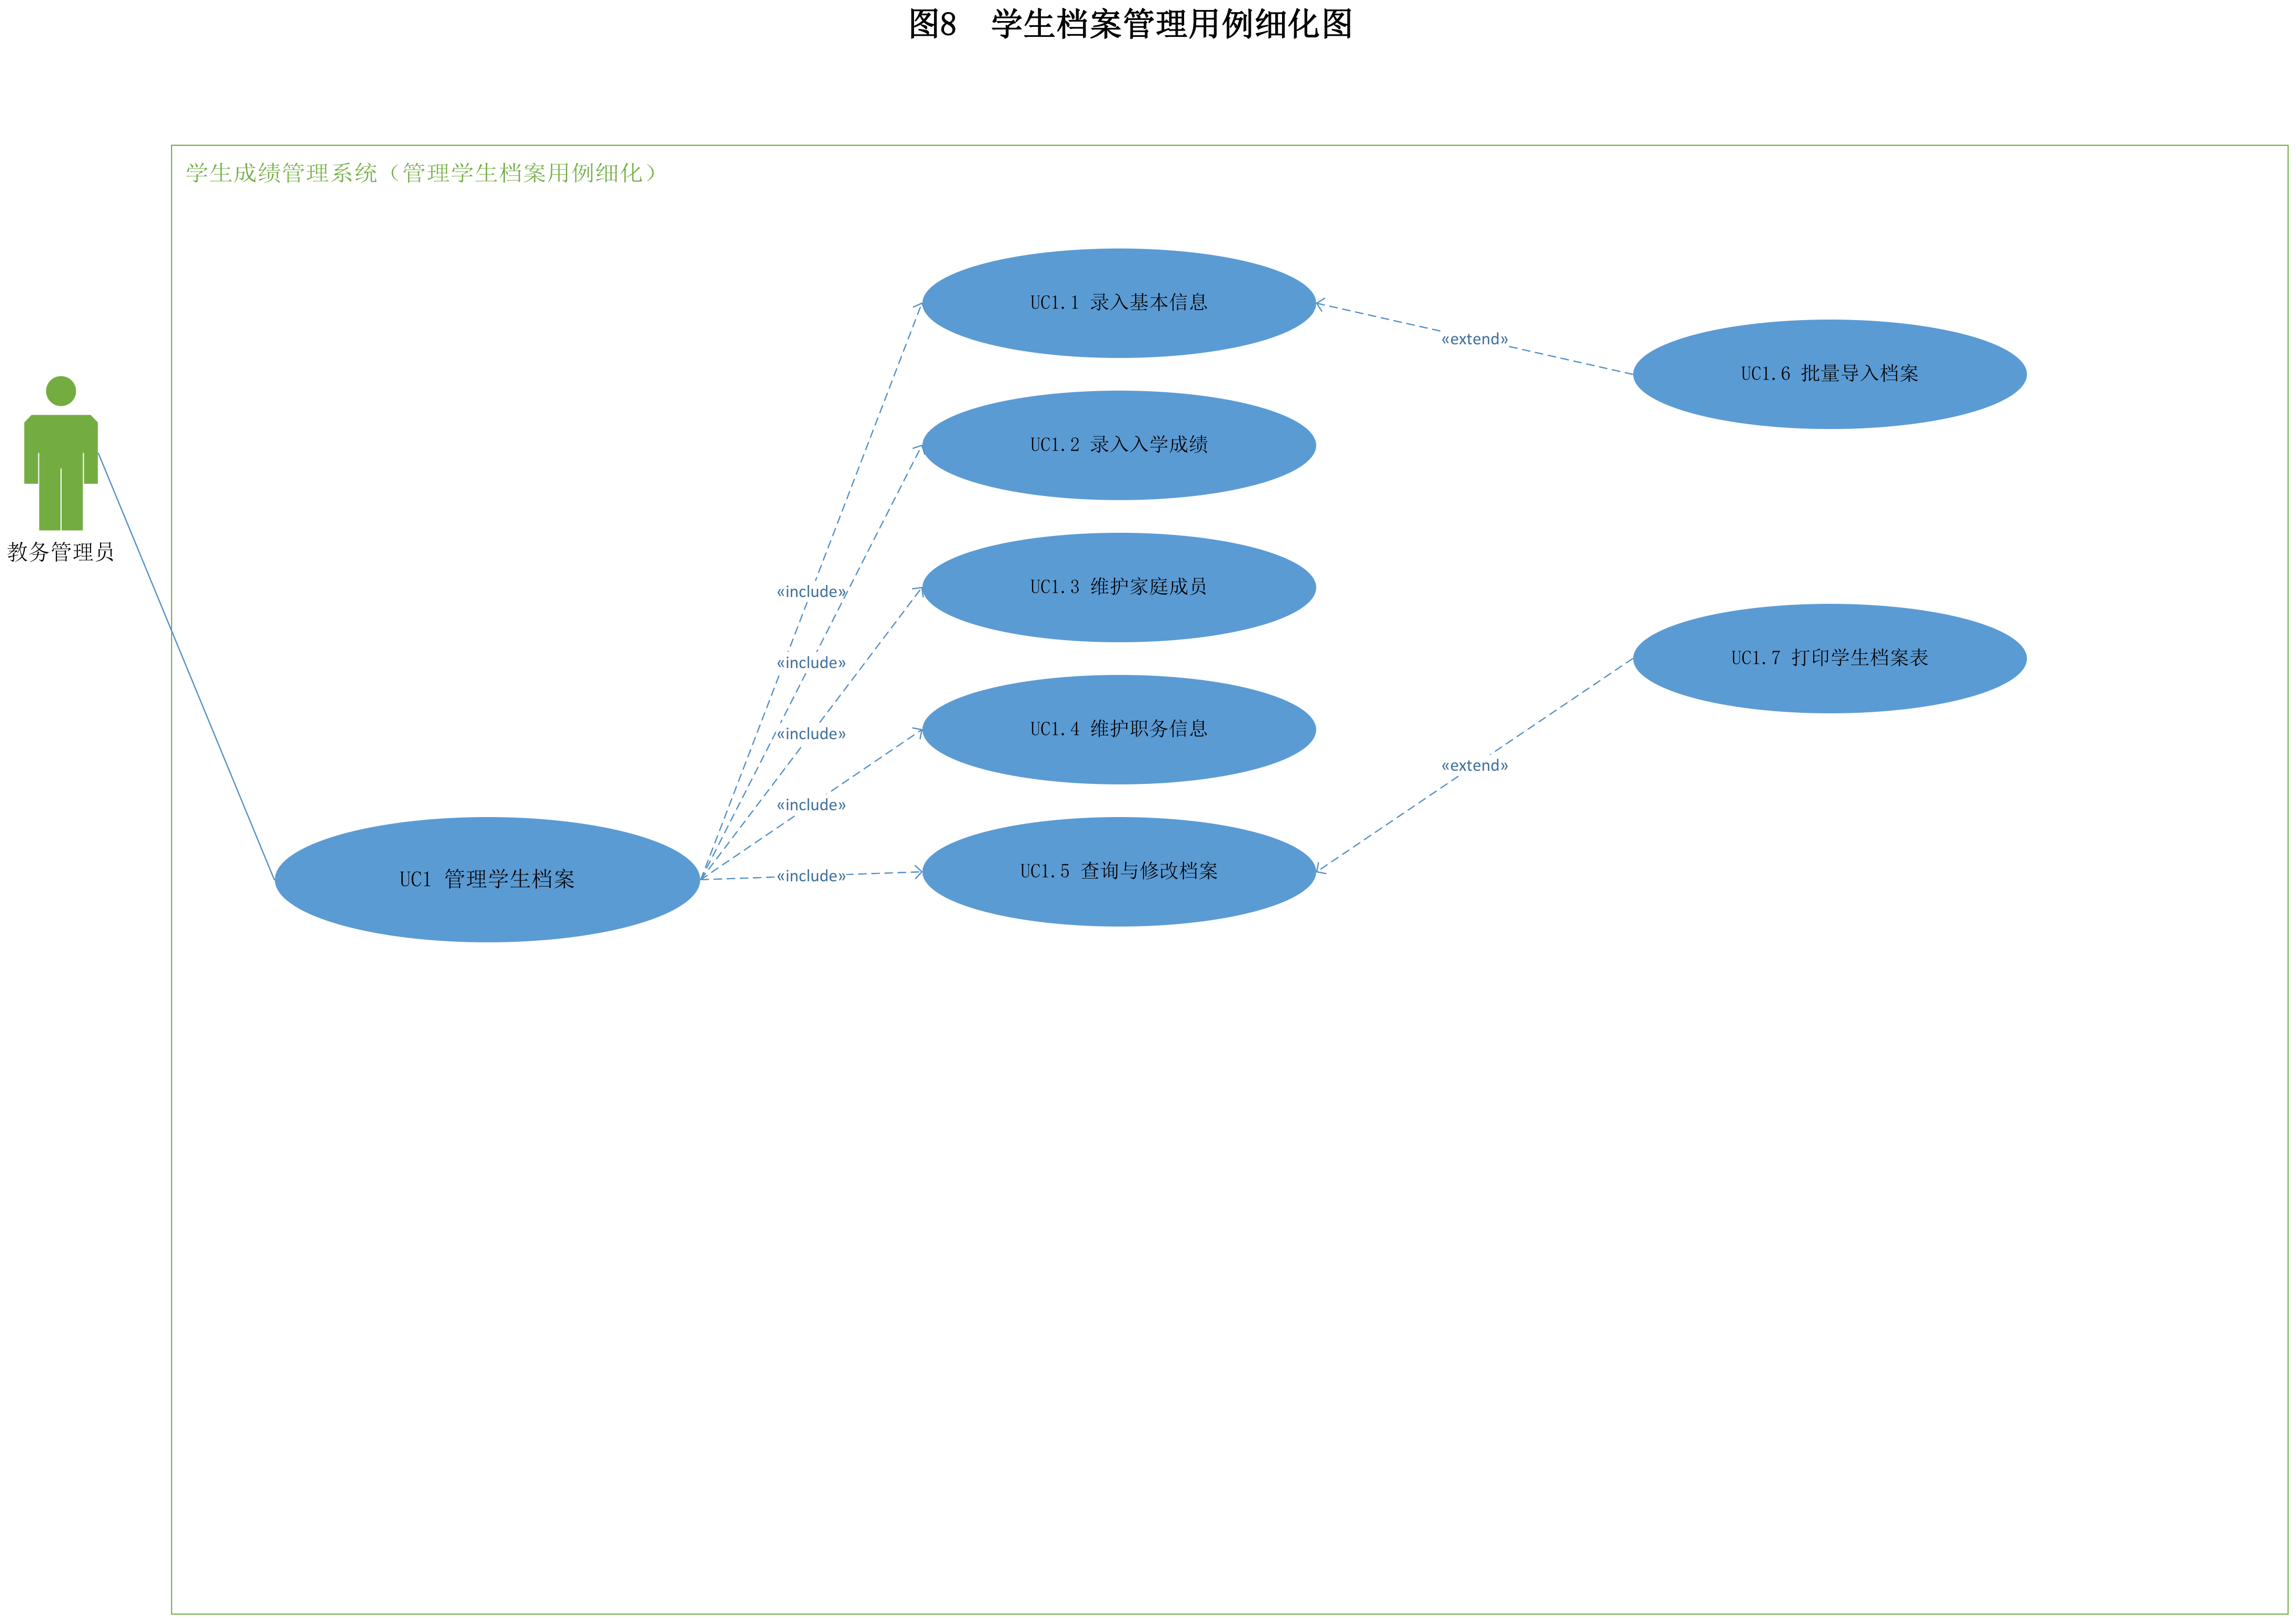 图8  学生档案管理用例细化图
学生成绩管理系统（管理学生档案用例细化）
UC1.1 录入基本信息
«extend»
UC1.6 批量导入档案
UC1.2 录入入学成绩
教务管理员
«include»
UC1.3 维护家庭成员
«include»
UC1.7 打印学生档案表
«include»
UC1.4 维护职务信息
«extend»
«include»
UC1 管理学生档案
«include»
UC1.5 查询与修改档案